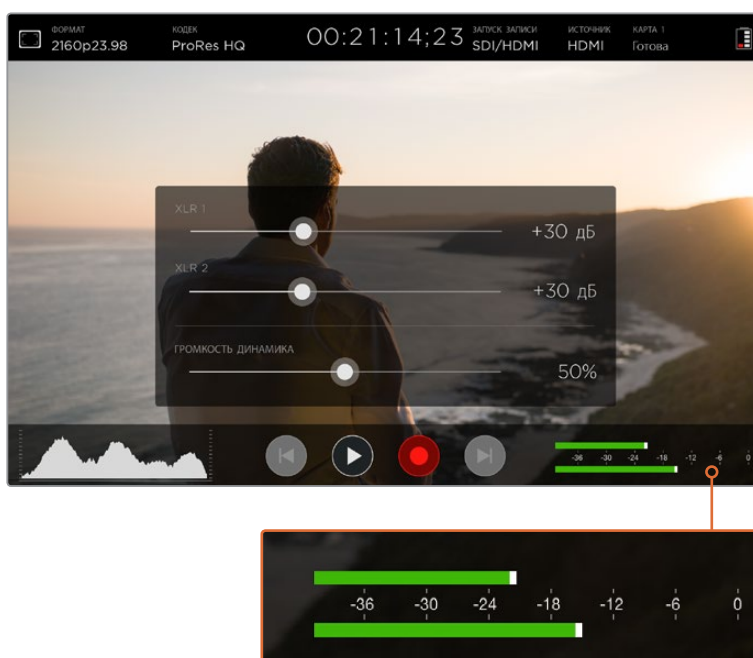 ФОРМАТ КОДЕК 00:21:14;23 ЗАПУСК ЗАПИСИ ИСТОЧНИК КАРТА 1
2160p23.98 ProRes HQ SDI/HDMI HDMI Готова
XLR 1
+30 дБ
XLR 2
+30 дБ
ГРОМКОСТЬ ДИНАМИКА
50%
-36 -30 -24 -18 -12 -6 0
-36 -30 -24 -18 -12 -6 0